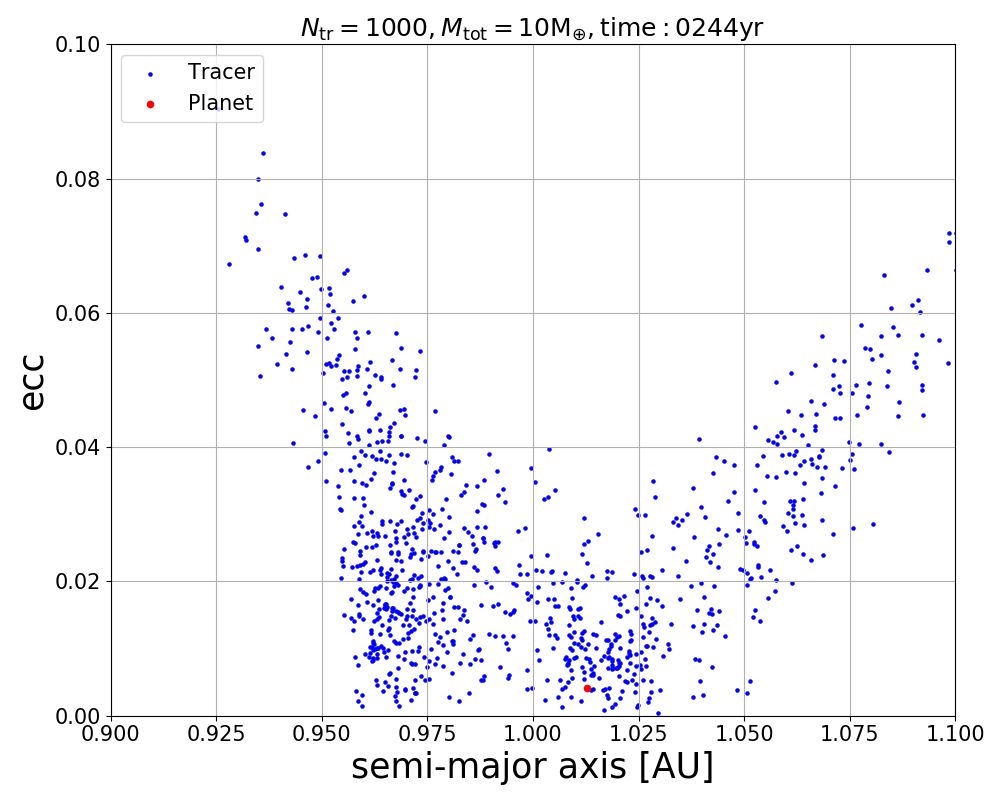 N_tr = 1000, M_tot = 10M_⊕, time : 0244yr
Tracer
Planet
ecc
0.10
0.08
0.06
0.04
0.02
0.00
0.900 0.925 0.950 0.975 1.000 1.025 1.050 1.075 1.100
semi-major axis [AU]